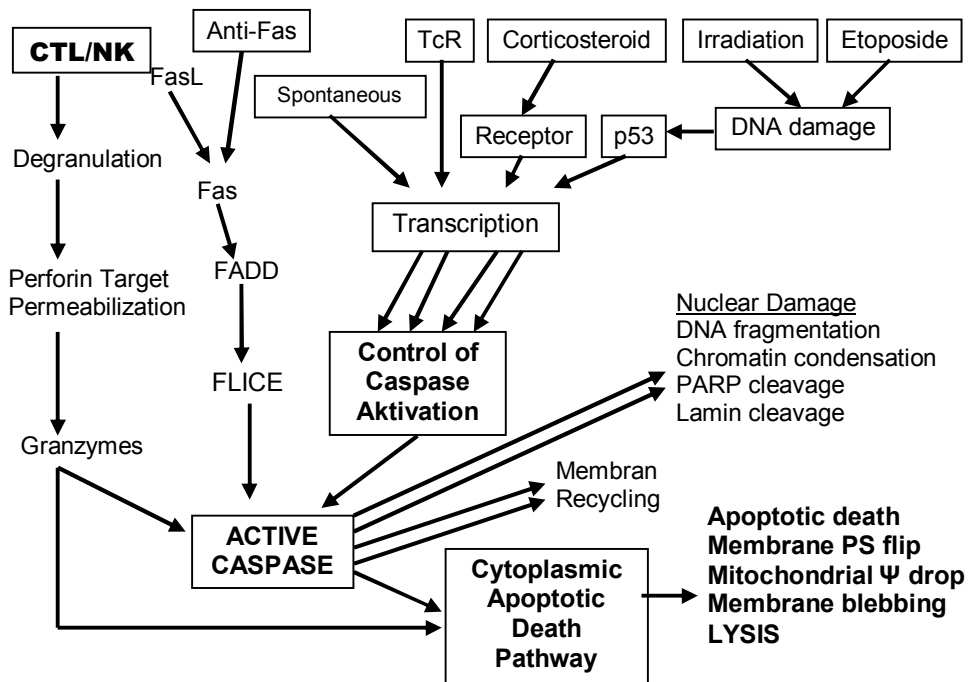 CTL/NK
Anti-Fas
TcR
Corticosteroid
Irradiation
Etoposide
FasL
Spontaneous
Receptor
p53
DNA damage
Degranulation
Fas
Transcription
Perforin Target
Permeabilization
FADD
Nuclear Damage
DNA fragmentation
Chromatin condensation
PARP cleavage
Lamin cleavage
Control of
Caspase
Aktivation
FLICE
Granzymes
Membran
Recycling
ACTIVE
CASPASE
Cytoplasmic
Apoptotic
Death
Pathway
Apoptotic death
Membrane PS flip
Mitochondrial Ψ drop
Membrane blebbing
LYSIS